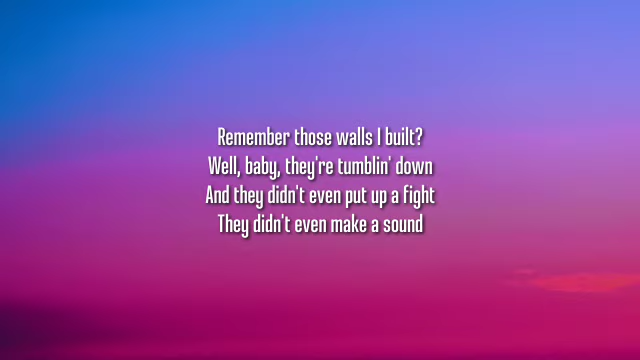 Remember those walls I built?
Well, baby, they're tumblin' down
And they didn't even put up a fight
They didn't even make a sound